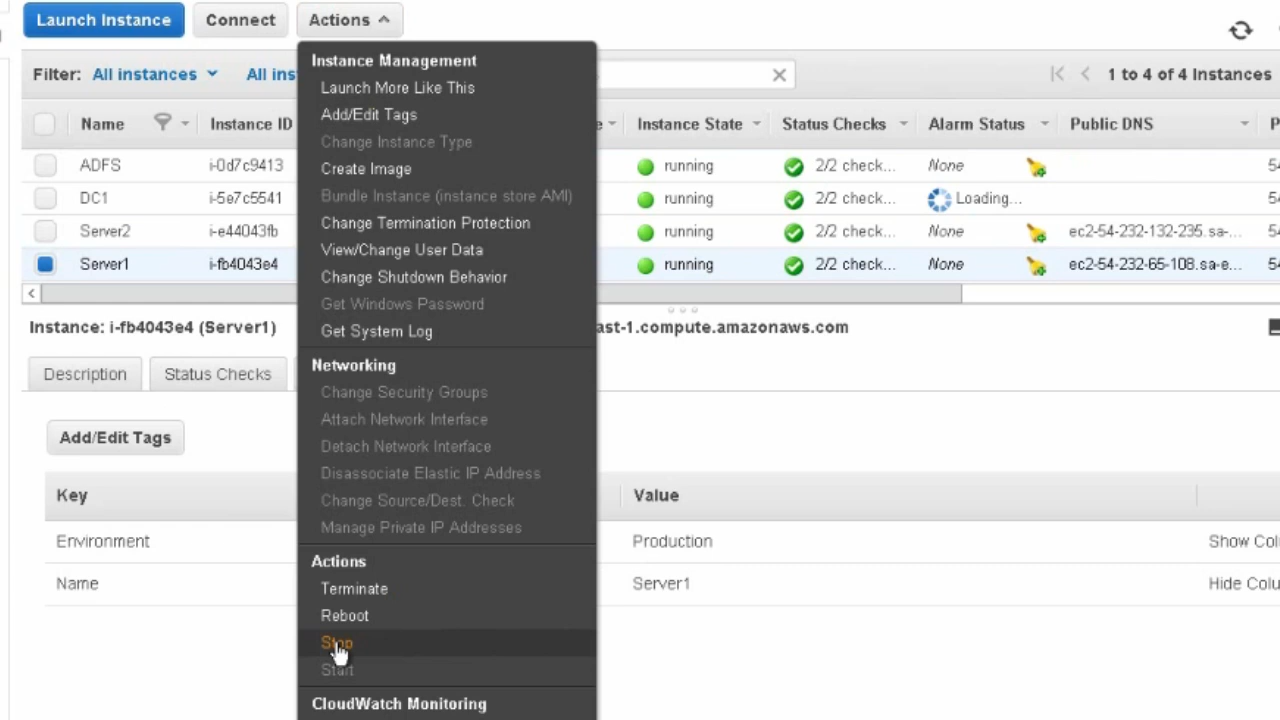 Launch Instance Connect Actions
Instance Management
Filter: All instances All ins 1 to 4 of 4 Instances
Launch More Like This
Add/Edit Tags
Name Instance ID e Instance State Status Checks Alarm Status Public DNS P
Change Instance Type
ADFS i-0d7c9413 Create Image running 2/2 check... None 54
DC1 i-5e7c5541 Bundle Instance (instance store AMI) running 2/2 check... Loading... 54
Server2 i-e44043fb Change Termination Protection running 2/2 check... None ec2-54-232-132-235.sa-... 54
View/Change User Data
Server1 i-fb4043e4 running 2/2 check... None ec2-54-232-65-108.sa-e... 54
Change Shutdown Behavior
Get Windows Password
Instance: i-fb4043e4 (Server1) Get System Log ast-1.compute.amazonaws.com
Networking
Description Status Checks
Change Security Groups
Attach Network Interface
Add/Edit Tags Detach Network Interface
Disassociate Elastic IP Address
Key Change Source/Dest. Check Value
Manage Private IP Addresses
Environment Production Show Col
Actions
Name Terminate Server1 Hide Colu
Reboot
Stop
Start
CloudWatch Monitoring